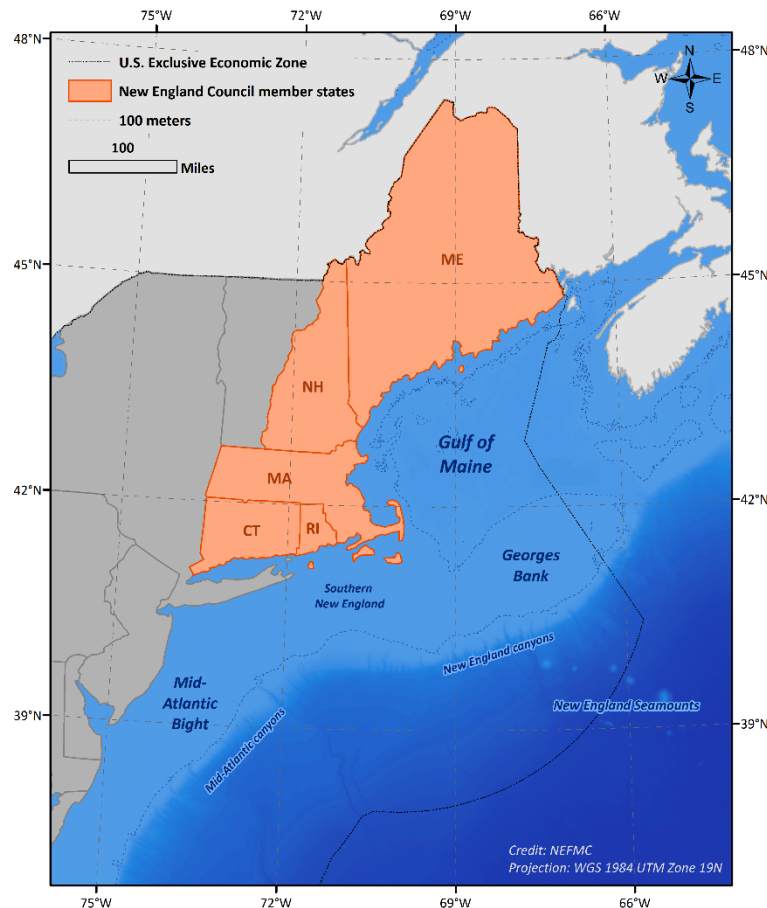 75°W
72°W
69°W
66°W
48°N
48°N
U.S. Exclusive Economic Zone
New England Council member states
100 meters
100
Miles
N
W
E
S
45°N
45°N
ME
NH
Gulf of
Maine
MA
42°N
42°N
CT
RI
Georges
Bank
Southern
New England
New England canyons
Mid-
Atlantic
Bight
New England Seamounts
39°N
39°N
Mid-Atlantic canyons
Credit: NEFMC
Projection: WGS 1984 UTM Zone 19N
75°W
72°W
69°W
66°W